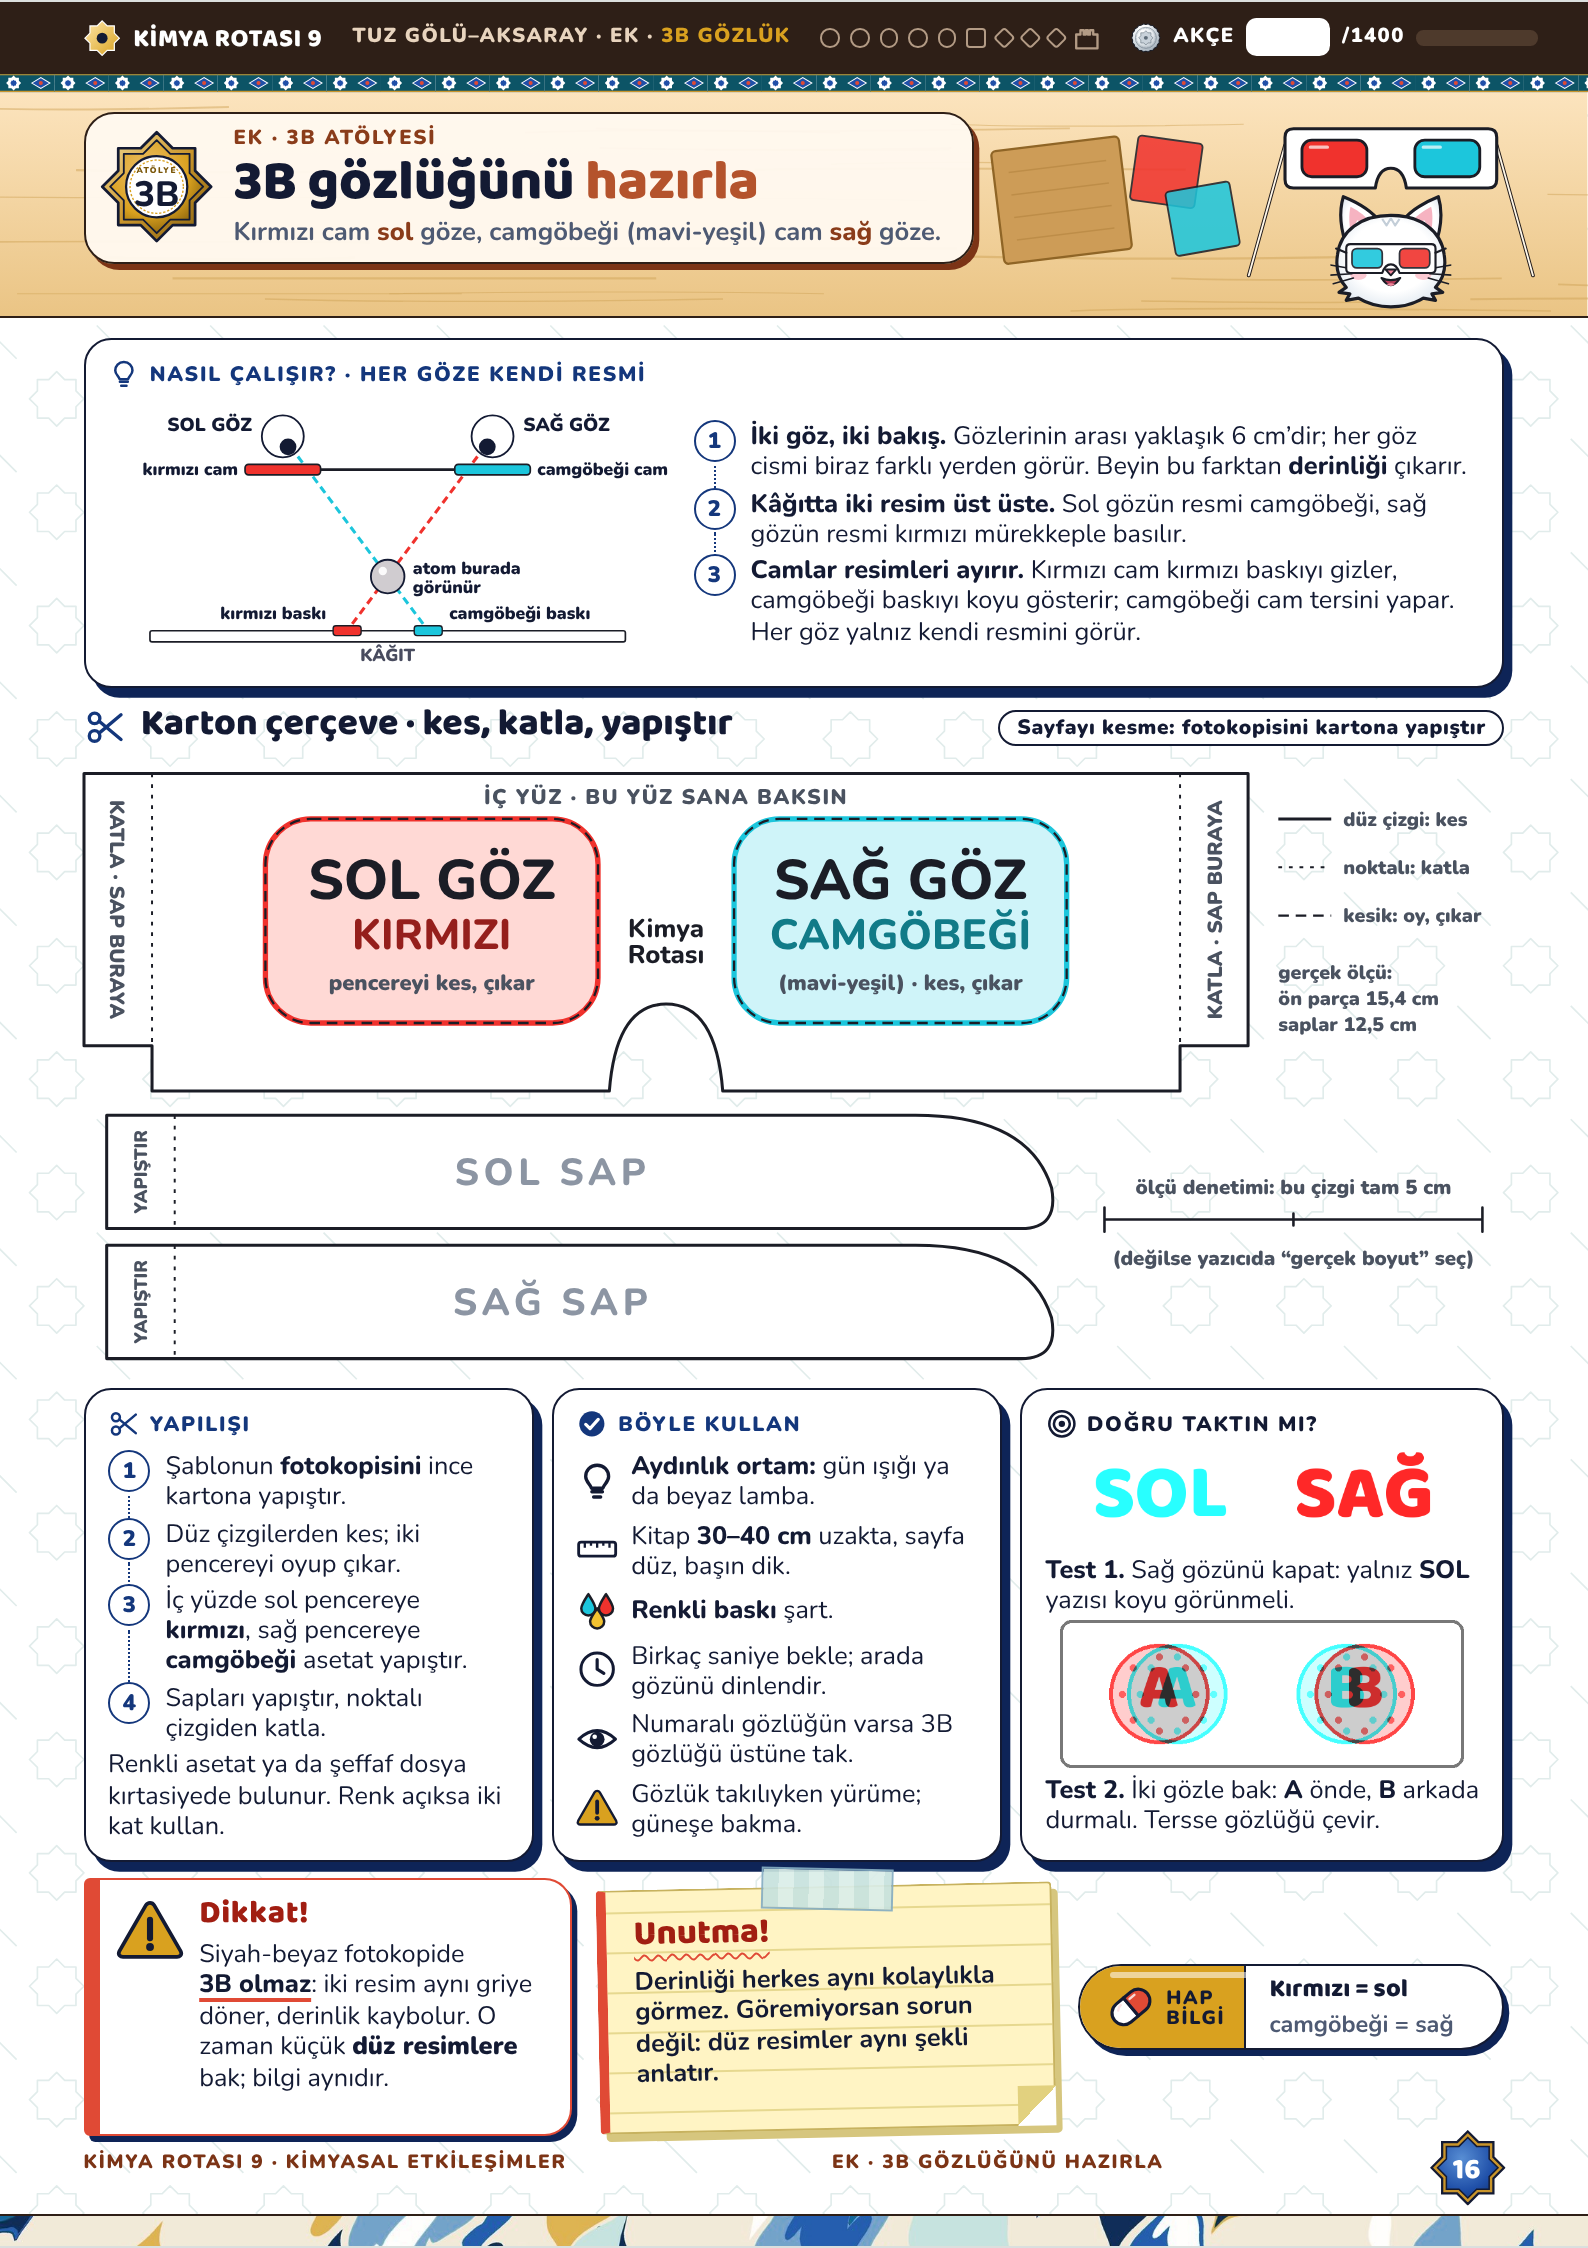 KİMYA ROTASI 9
TUZ GÖLÜ–AKSARAY · EK · 3B GÖZLÜK
AKÇE /1400
EK · 3B ATÖLYESİ
ATÖLYE
3B
3B gözlüğünü hazırla
Kırmızı cam sol göze, camgöbeği (mavi-yeşil) cam sağ göze.
NASIL ÇALIŞIR? · HER GÖZE KENDİ RESMİ
SOL GÖZ
SAĞ GÖZ
kırmızı cam
camgöbeği cam
atom burada
görünür
kırmızı baskı
camgöbeği baskı
KÂĞIT
1
İki göz, iki bakış. Gözlerinin arası yaklaşık 6 cm’dir; her göz
cismi biraz farklı yerden görür. Beyin bu farktan derinliği çıkarır.
2
Kâğıtta iki resim üst üste. Sol gözün resmi camgöbeği, sağ
gözün resmi kırmızı mürekkeple basılır.
3
Camlar resimleri ayırır. Kırmızı cam kırmızı baskıyı gizler,
camgöbeği baskıyı koyu gösterir; camgöbeği cam tersini yapar.
Her göz yalnız kendi resmini görür.
Karton çerçeve · kes, katla, yapıştır
Sayfayı kesme: fotokopisini kartona yapıştır
KATLA · SAP BURAYA
İÇ YÜZ · BU YÜZ SANA BAKSIN
SOL GÖZ
KIRMIZI
pencereyi kes, çıkar
Kimya
Rotası
SAĞ GÖZ
CAMGÖBEĞİ
(mavi-yeşil) · kes, çıkar
KATLA · SAP BURAYA
düz çizgi: kes
noktalı: katla
kesik: oy, çıkar
gerçek ölçü:
ön parça 15,4 cm
saplar 12,5 cm
YAPIŞTIR
SOL SAP
YAPIŞTIR
SAĞ SAP
ölçü denetimi: bu çizgi tam 5 cm
(değilse yazıcıda “gerçek boyut” seç)
YAPILIŞI
1
Şablonun fotokopisini ince
kartona yapıştır.
2
Düz çizgilerden kes; iki
pencereyi oyup çıkar.
3
İç yüzde sol pencereye
kırmızı, sağ pencereye
camgöbeği asetat yapıştır.
4
Sapları yapıştır, noktalı
çizgiden katla.
Renkli asetat ya da şeffaf dosya
kırtasiyede bulunur. Renk açıksa iki
kat kullan.
BÖYLE KULLAN
Aydınlık ortam: gün ışığı ya
da beyaz lamba.
Kitap 30–40 cm uzakta, sayfa
düz, başın dik.
Renkli baskı şart.
Birkaç saniye bekle; arada
gözünü dinlendir.
Numaralı gözlüğün varsa 3B
gözlüğü üstüne tak.
Gözlük takılıyken yürüme;
güneşe bakma.
DOĞRU TAKTIN MI?
SOL SAĞ
Test 1. Sağ gözünü kapat: yalnız SOL
yazısı koyu görünmeli.
A B
Test 2. İki gözle bak: A önde, B arkada
durmalı. Tersse gözlüğü çevir.
Dikkat!
Siyah-beyaz fotokopide
3B olmaz: iki resim aynı griye
döner, derinlik kaybolur. O
zaman küçük düz resimlere
bak; bilgi aynıdır.
Unutma!
Derinliği herkes aynı kolaylıkla
görmez. Göremiyorsan sorun
değil: düz resimler aynı şekli
anlatır.
HAP
BİLGİ
Kırmızı = sol
camgöbeği = sağ
KİMYA ROTASI 9 · KİMYASAL ETKİLEŞİMLER
EK · 3B GÖZLÜĞÜNÜ HAZIRLA
16